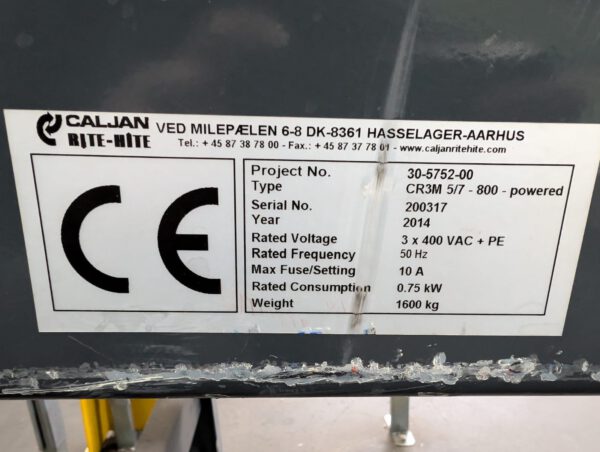 CALJAN
RITE-HITE
VED MILEPÆLEN 6-8 DK-8361 HASSELAGER-AARHUS
Tel.: + 45 87 38 78 00 - Fax.: + 45 87 37 78 01 - www.caljanritehite.com
CE
Project No. 30-5752-00
Type CR3M 5/7 - 800 - powered
Serial No. 200317
Year 2014
Rated Voltage 3 x 400 VAC + PE
Rated Frequency 50 Hz
Max Fuse/Setting 10 A
Rated Consumption 0.75 kW
Weight 1600 kg